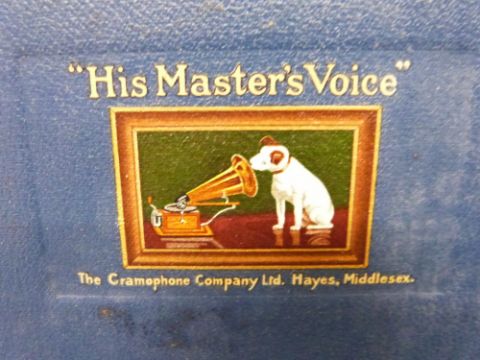 "His Master's Voice"
The Gramophone Company Ltd. Hayes, Middlesex.